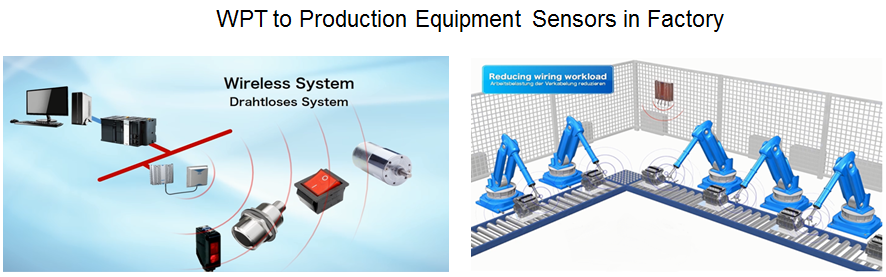 WPT to Production Equipment Sensors in Factory
Wireless System
Drahtloses System
Reducing wiring workload
Arbeitsbelastung der Verkabelung reduzieren